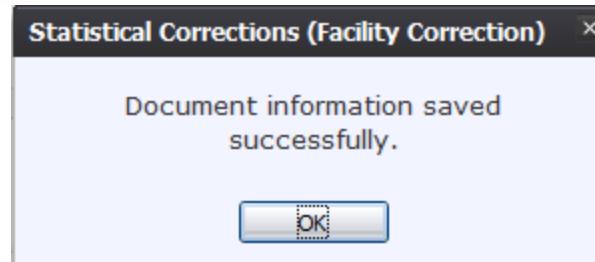 Statistical Corrections (Facility Correction) ×
Document information saved
successfully.
OK